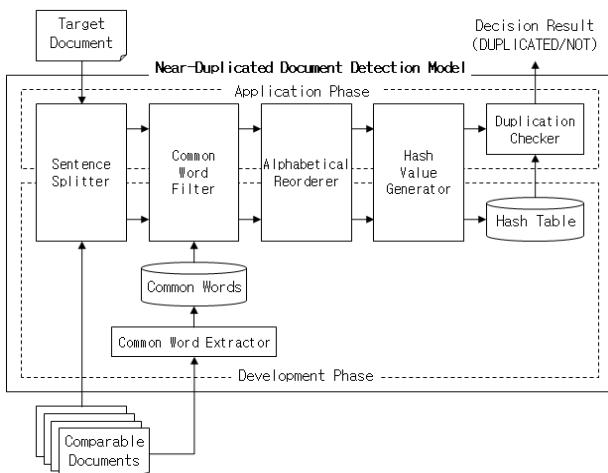 Target
Document
Decision Result
(DUPLICATED/NOT)
Near-Duplicated Document Detection Model
Application Phase
Sentence
Splitter
Common
Word
Filter
Alphabetical
Reorderer
Hash
Value
Generator
Duplication
Checker
Hash Table
Common Words
Common Word Extractor
Development Phase
Comparable
Documents